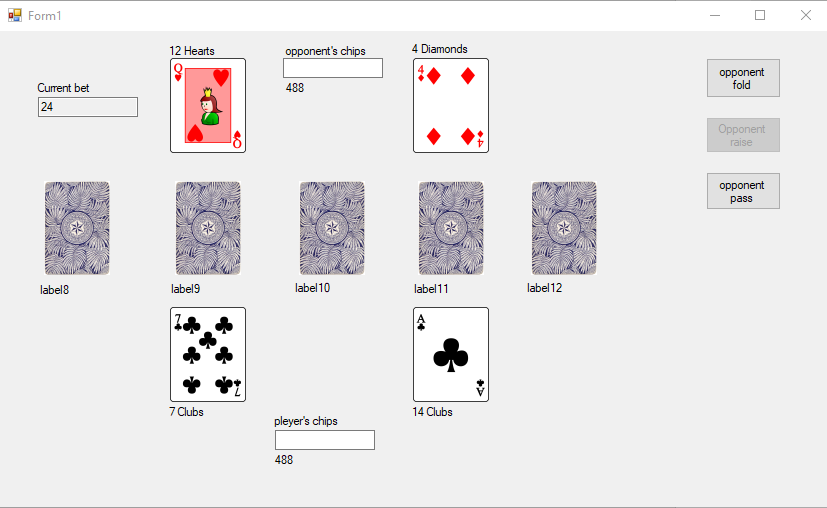 Form1
12 Hearts
opponent's chips
4 Diamonds
Current bet
24
488
Q
Q
4
4
opponent
fold
Opponent
raise
opponent
pass
label8
label9
label10
label11
label12
7
7
A
A
7 Clubs
14 Clubs
pleyer's chips
488